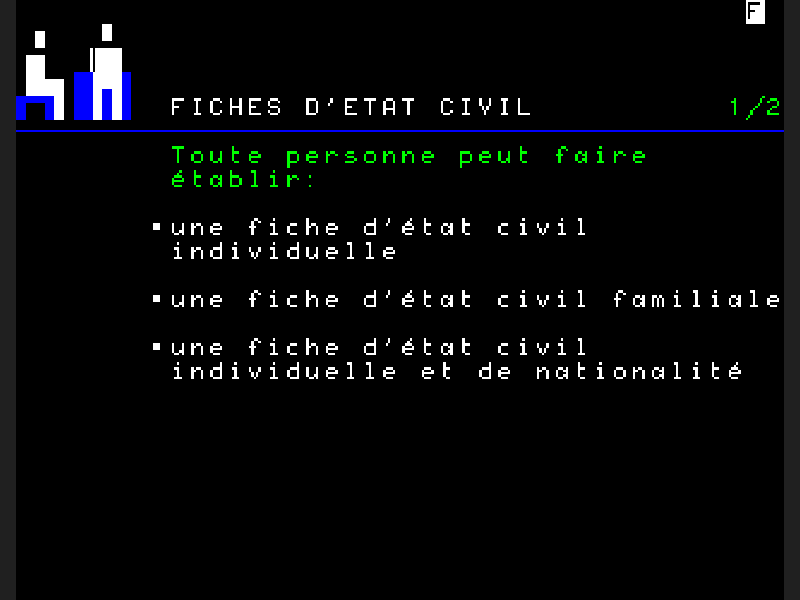 F
FICHES D'ETAT CIVIL 1/2
Toute personne peut faire
établir:
▪une fiche d'état civil
individuelle
▪une fiche d'état civil familiale
▪une fiche d'état civil
individuelle et de nationalité